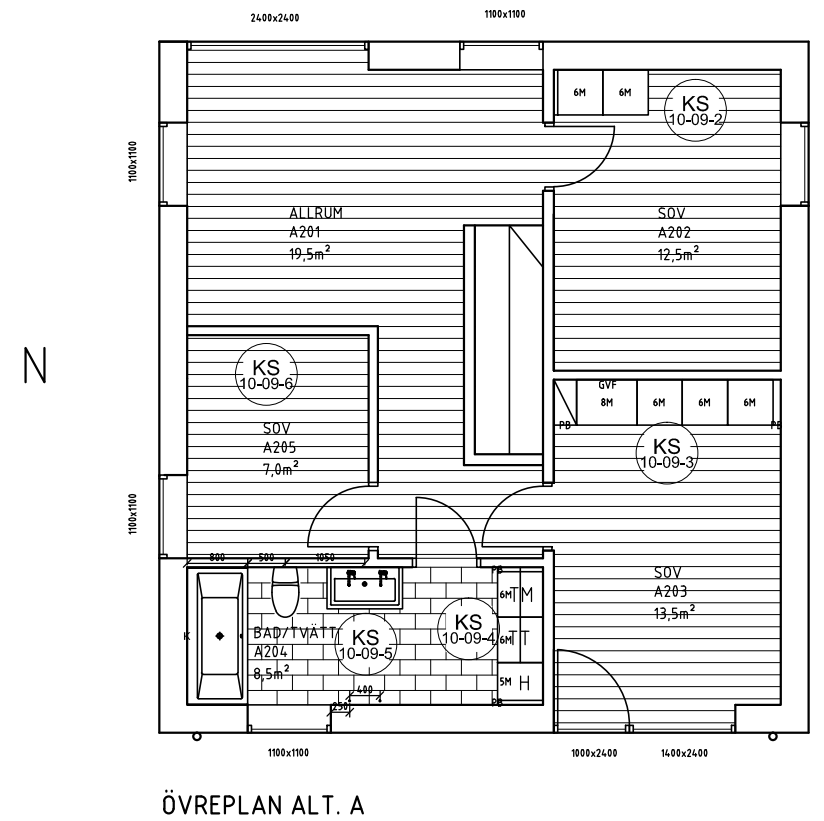 2400x2400
1100x1100
1100x1100
6M
6M
KS
10-09-2
ALLRUM
A201
19,5m²
SOV
A202
12,5m²
N
KS
10-09-6
SOV
A205
7,0m²
GVF
8M
6M
6M
6M
PB
PB
KS
10-09-3
1100x1100
800
500
1050
SOV
A203
13,5m²
PB
6M TM
KS
10-09-4
6M TT
5M H
PB
K
BAD/TVÄTT
A204
8,5m²
KS
10-09-5
400
250
1100x1100
1000x2400
1400x2400
ÖVREPLAN ALT. A